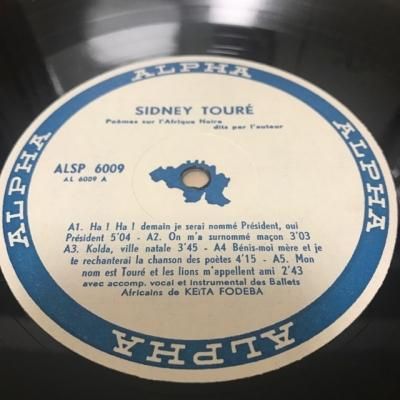 ALPHA
SIDNEY TOURÉ
Poèmes sur l'Afrique Noire
dits par l'auteur
ALSP 6009
AL 6009 A
A1. Ha ! Ha ! demain je serai nommé Président, oui
Président 5'04 - A2. On m'a surnommé maçon 3'03
A3. Kolda, ville natale 3'45 - A4 Bénis-moi mère et je
te rechanterai la chanson des poètes 4'15 - A5. Mon
nom est Touré et les lions m'appellent ami 2'43
avec accomp. vocal et instrumental des Ballets
Africains de KEÏTA FODEBA
ALPHA
ALPHA
ALPHA
ALPHA